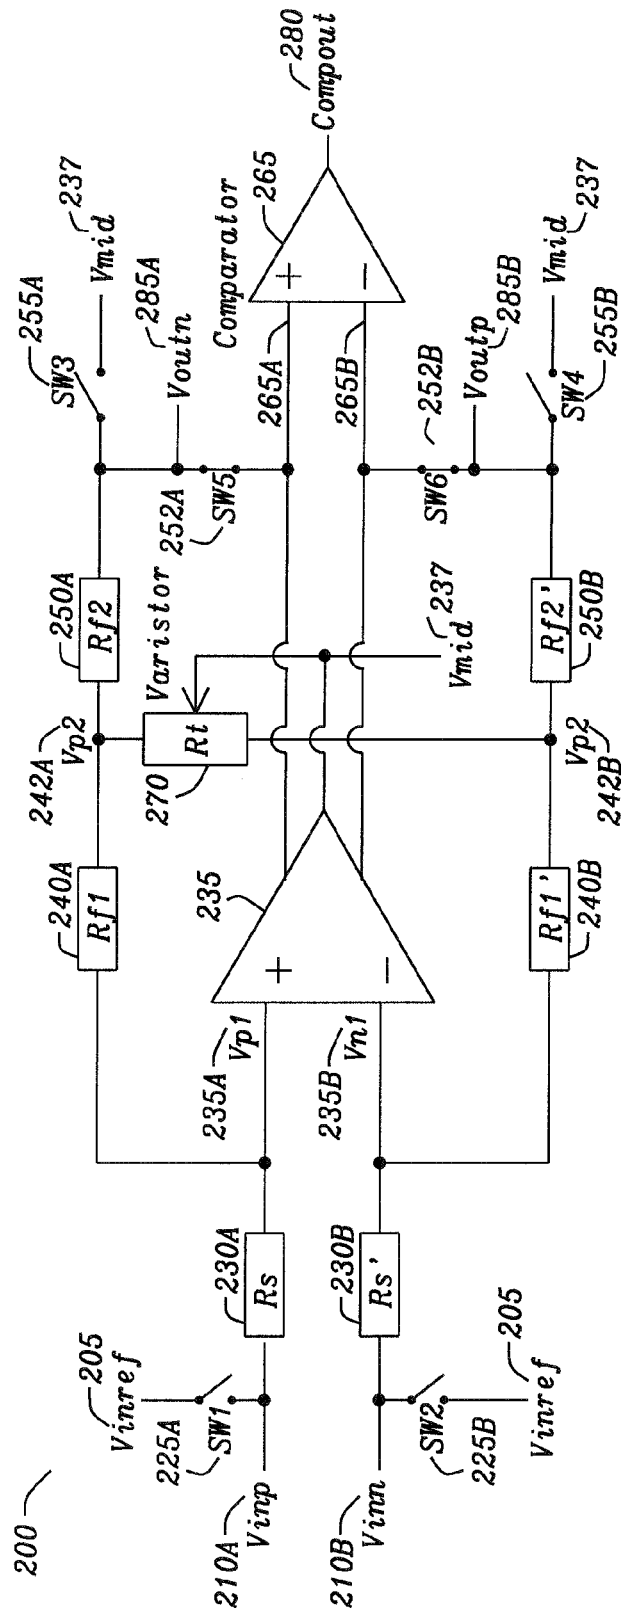 200
205
Vinref
225A
SW1
210A
Vinp
230A
Rs
235A
Vp1
240A
Rf1
242A
Vp2
250A
Rf2
255A
SW3
237
Vmid
285A
Voutn
252A
SW5
Varistor
Rt
270
235
+
−
Comparator
265
265A
+
265B
−
280
Compout
237
Vmid
210B
Vinn
230B
Rs'
235B
Vn1
SW2
225B
205
Vinref
240B
Rf1'
Vp2
242B
Rf2'
250B
252B
SW6
Voutp
285B
237
Vmid
SW4
255B